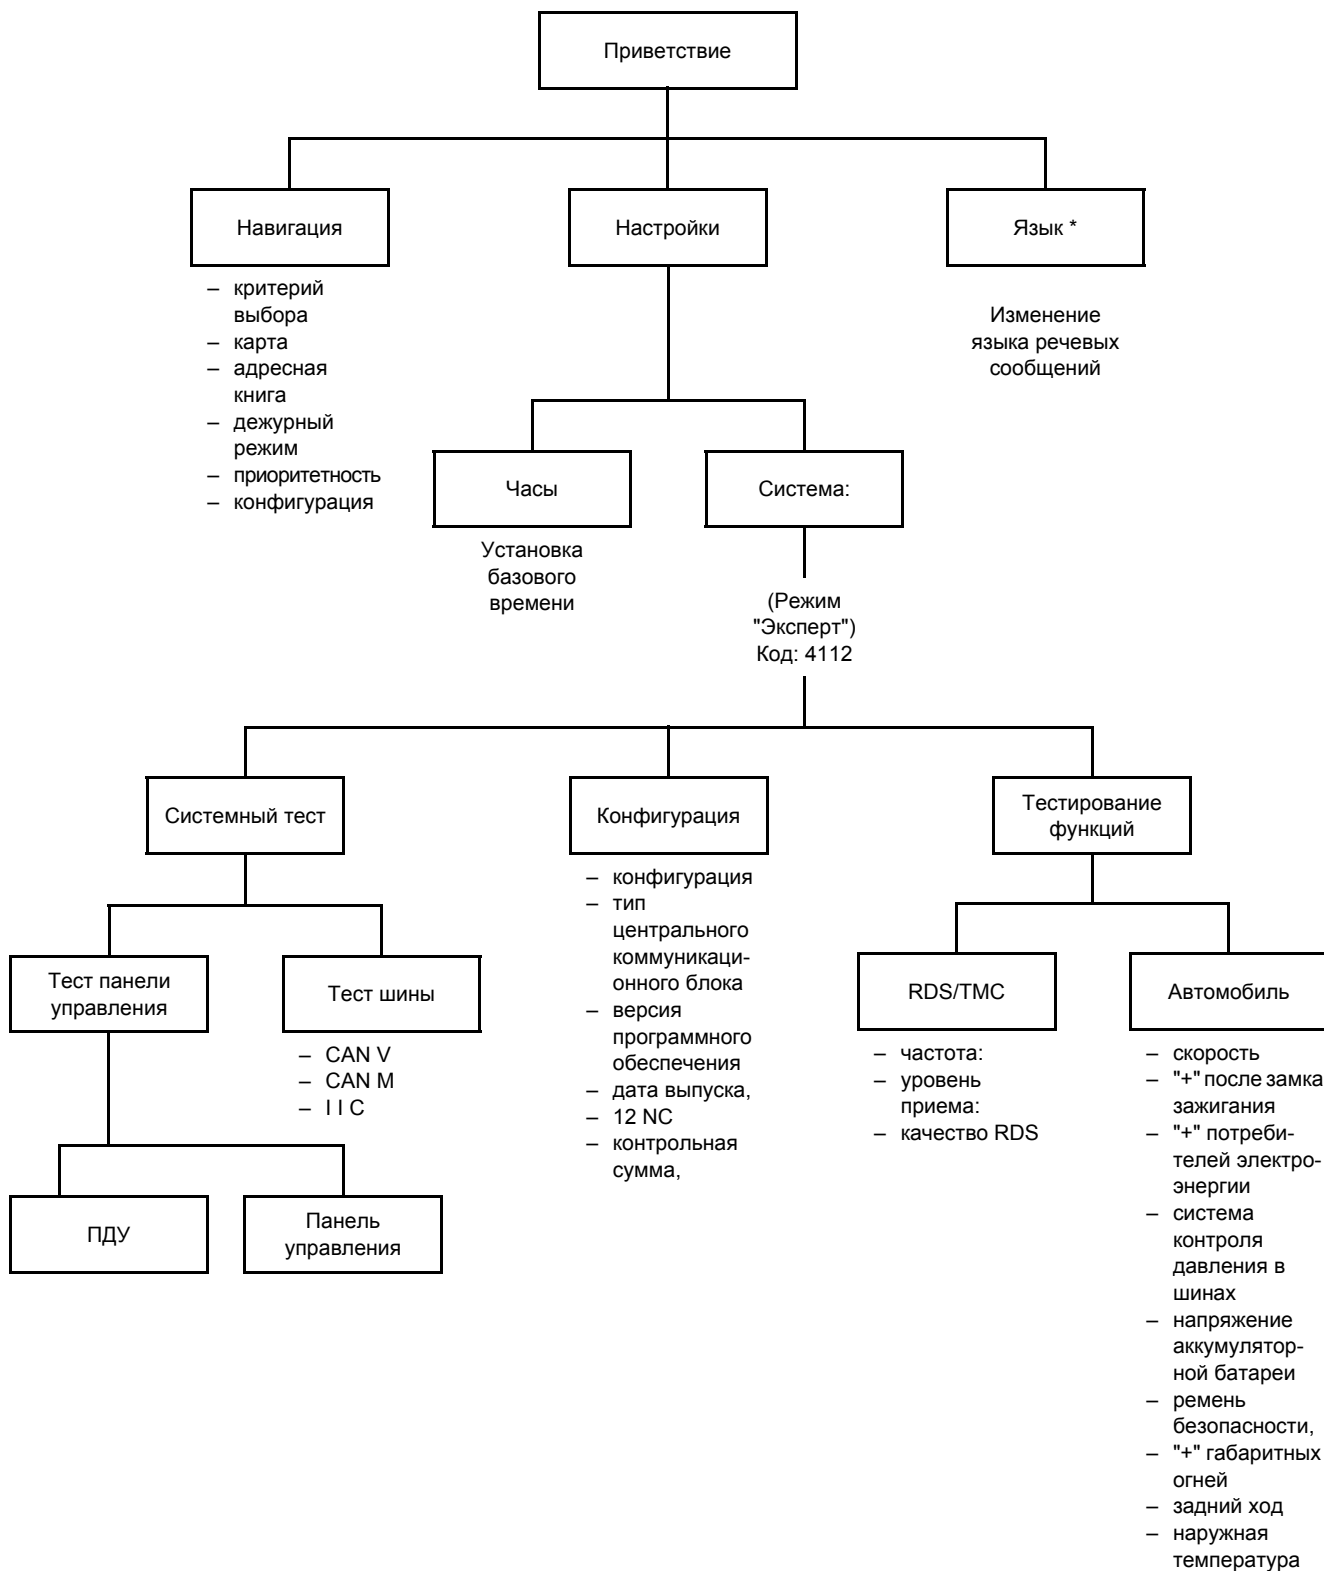 Приветствие
Навигация
Настройки
Язык *
– критерий
выбора
– карта
– адресная
книга
– дежурный
режим
– приоритетность
– конфигурация
Изменение
языка речевых
сообщений
Часы
Система:
Установка
базового
времени
(Режим
"Эксперт")
Код: 4112
Системный тест
Конфигурация
Тестирование
функций
– конфигурация
– тип
центрального
коммуникаци-
онного блока
– версия
программного
обеспечения
– дата выпуска,
– 12 NC
– контрольная
сумма,
Тест панели
управления
Тест шины
– CAN V
– CAN M
– I I C
ПДУ
Панель
управления
RDS/TMC
– частота:
– уровень
приема:
– качество RDS
Автомобиль
– скорость
– "+" после замка
зажигания
– "+" потреби-
телей электро-
энергии
– система
контроля
давления в
шинах
– напряжение
аккумулятор-
ной батареи
– ремень
безопасности,
– "+" габаритных
огней
– задний ход
– наружная
температура